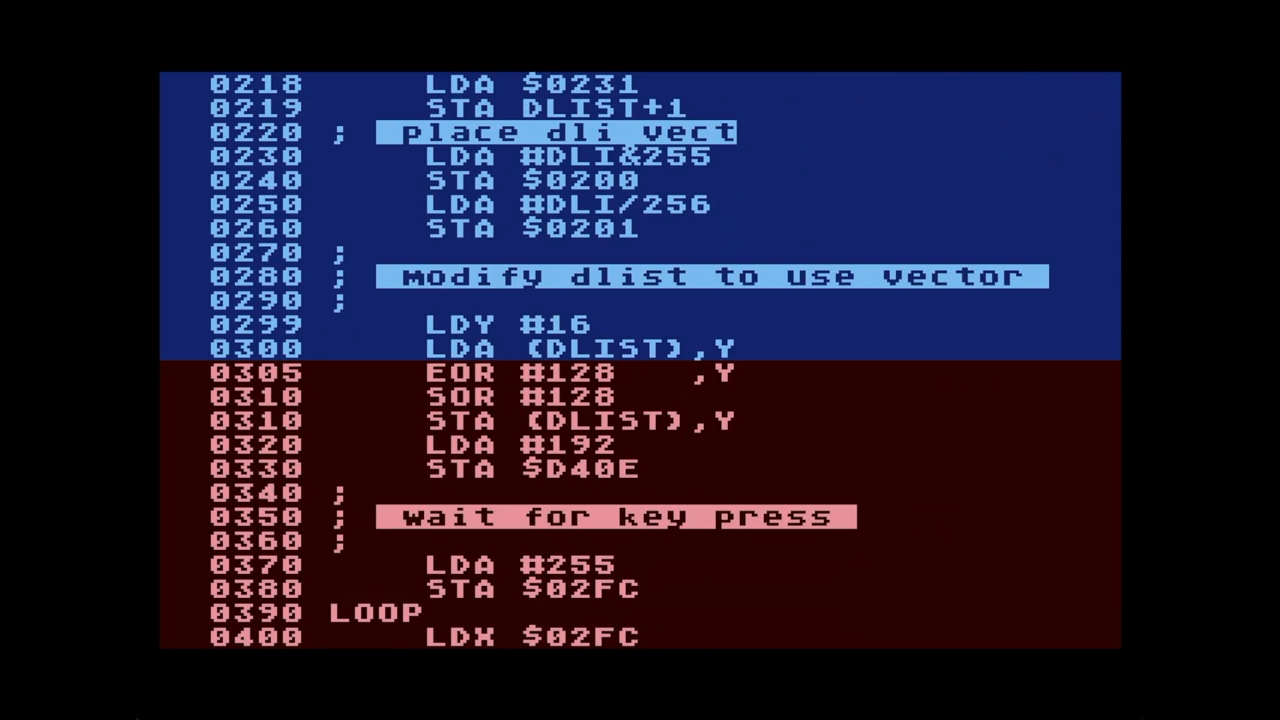 0218 LDA $0231
0219 STA DLIST+1
0220 ; place dli vect
0230 LDA #DLI&255
0240 STA $0200
0250 LDA #DLI/256
0260 STA $0201
0270 ;
0280 ; modify dlist to use vector
0290 ;
0299 LDY #16
0300 LDA (DLIST),Y
0305 EOR #128 ,Y
0310 SOR #128
0310 STA (DLIST),Y
0320 LDA #192
0330 STA $D40E
0340 ;
0350 ; wait for key press
0360 ;
0370 LDA #255
0380 STA $02FC
0390 LOOP
0400 LDX $02FC